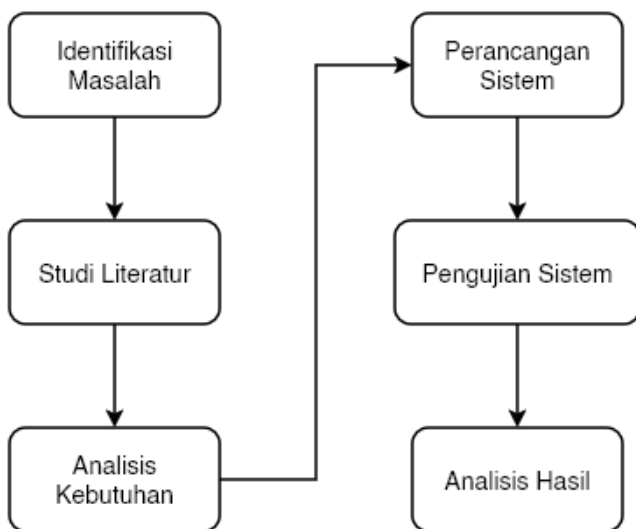 Identifikasi
Masalah
Studi Literatur
Analisis
Kebutuhan
Perancangan
Sistem
Pengujian Sistem
Analisis Hasil